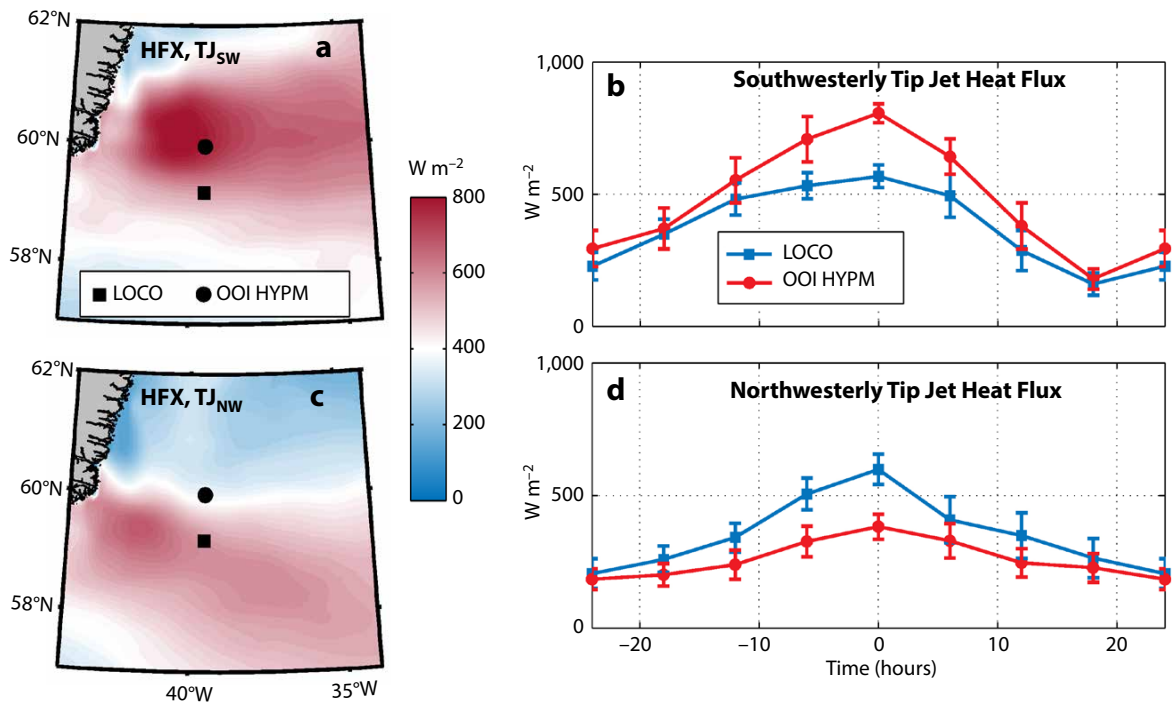 62°N
HFX, TJSW
a
60°N
58°N
LOCO
OOI HYPM
W m−2
800
600
400
200
0
62°N
HFX, TJNW
c
60°N
58°N
40°W
35°W
1,000
b
Southwesterly Tip Jet Heat Flux
W m−2
500
LOCO
OOI HYPM
0
1,000
d
Northwesterly Tip Jet Heat Flux
W m−2
500
0
−20
−10
0
10
20
Time (hours)